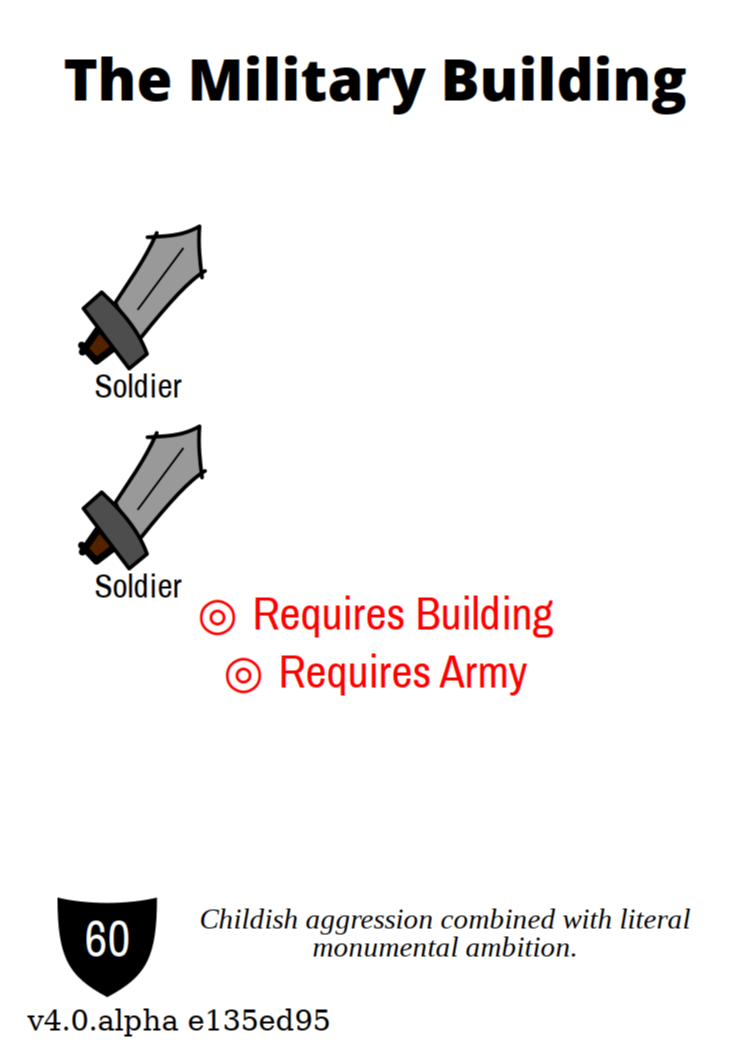 The Military Building
Soldier
Soldier
◎ Requires Building
◎ Requires Army
60
Childish aggression combined with literal
monumental ambition.
v4.0.alpha e135ed95